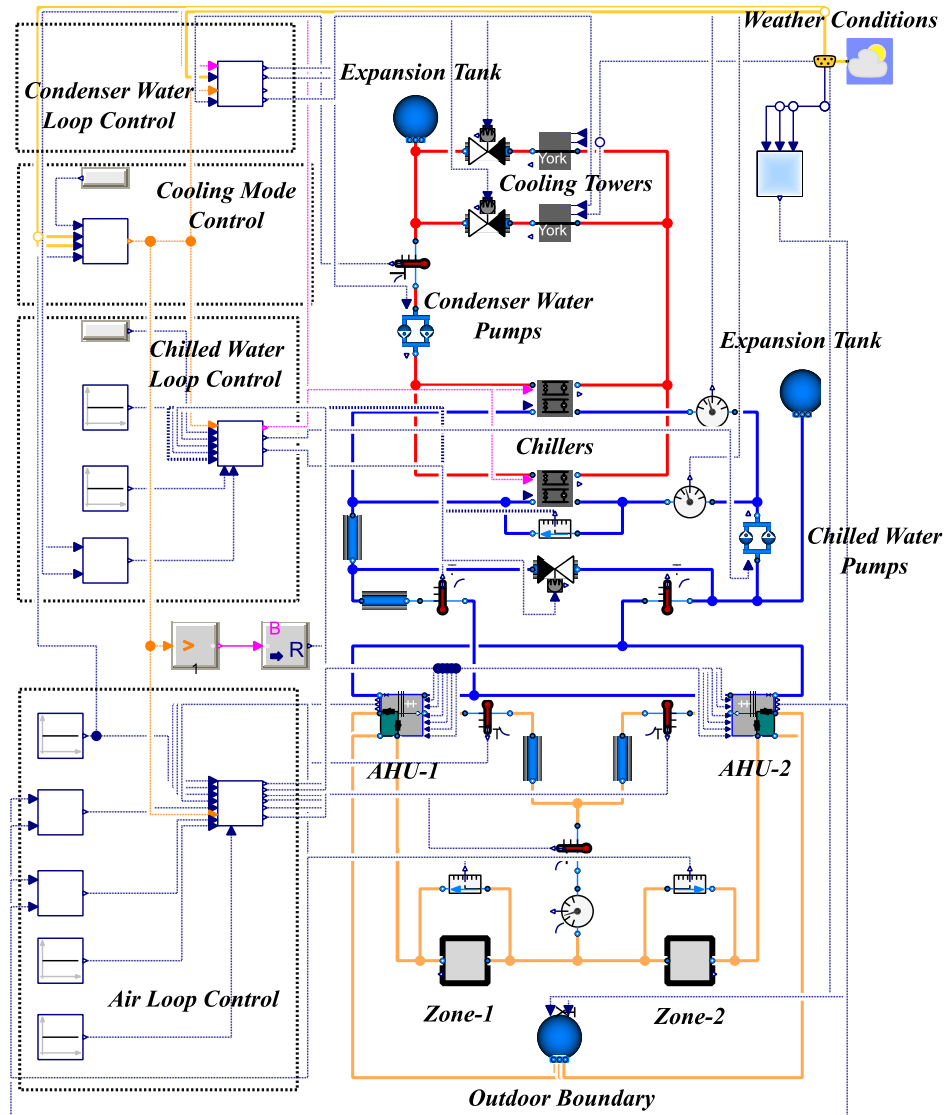 Weather Conditions
Expansion Tank
Condenser Water
Loop Control
York
Cooling Towers
Cooling Mode
Control
York
Condenser Water
Pumps
Expansion Tank
Chilled Water
Loop Control
Chillers
Chilled Water
Pumps
>
1
B
R
++
++
AHU-1
AHU-2
Air Loop Control
Zone-1
Zone-2
Outdoor Boundary